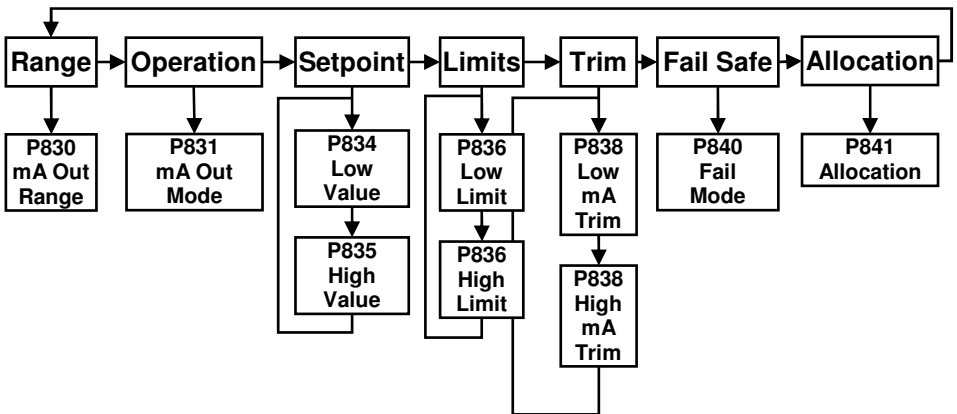 Range
Operation
Setpoint
Limits
Trim
Fail Safe
Allocation
P830
mA Out
Range
P831
mA Out
Mode
P834
Low
Value
P835
High
Value
P836
Low
Limit
P836
High
Limit
P838
Low
mA
Trim
P838
High
mA
Trim
P840
Fail
Mode
P841
Allocation